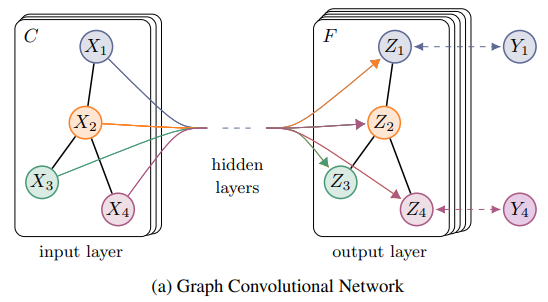 C
X₁
X₂
X₃
X₄
input layer
hidden
layers
F
Z₁
Z₂
Z₃
Z₄
output layer
Y₁
Y₄
(a) Graph Convolutional Network